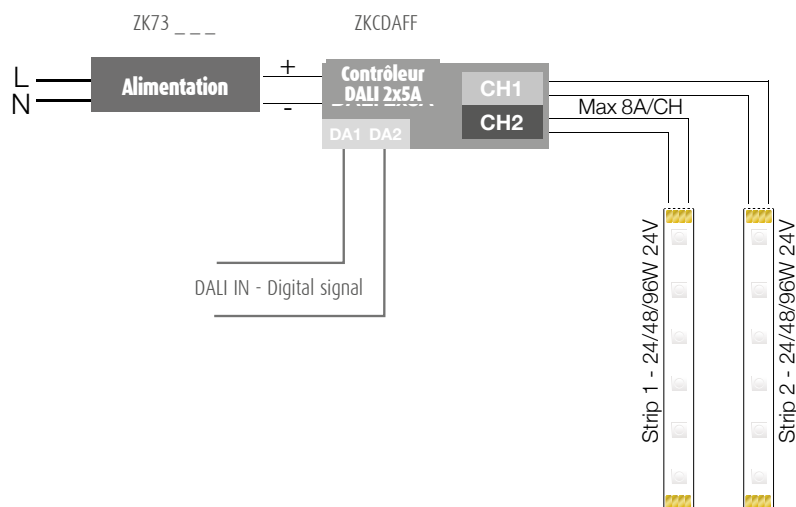 ZK73 _ _ _
ZKCDAFF
L
N
Alimentation
+
-
Contrôleur
DALI 2x5A
CH1
CH2
DA1 DA2
Max 8A/CH
DALI IN - Digital signal
Strip 1 - 24/48/96W 24V
Strip 2 - 24/48/96W 24V